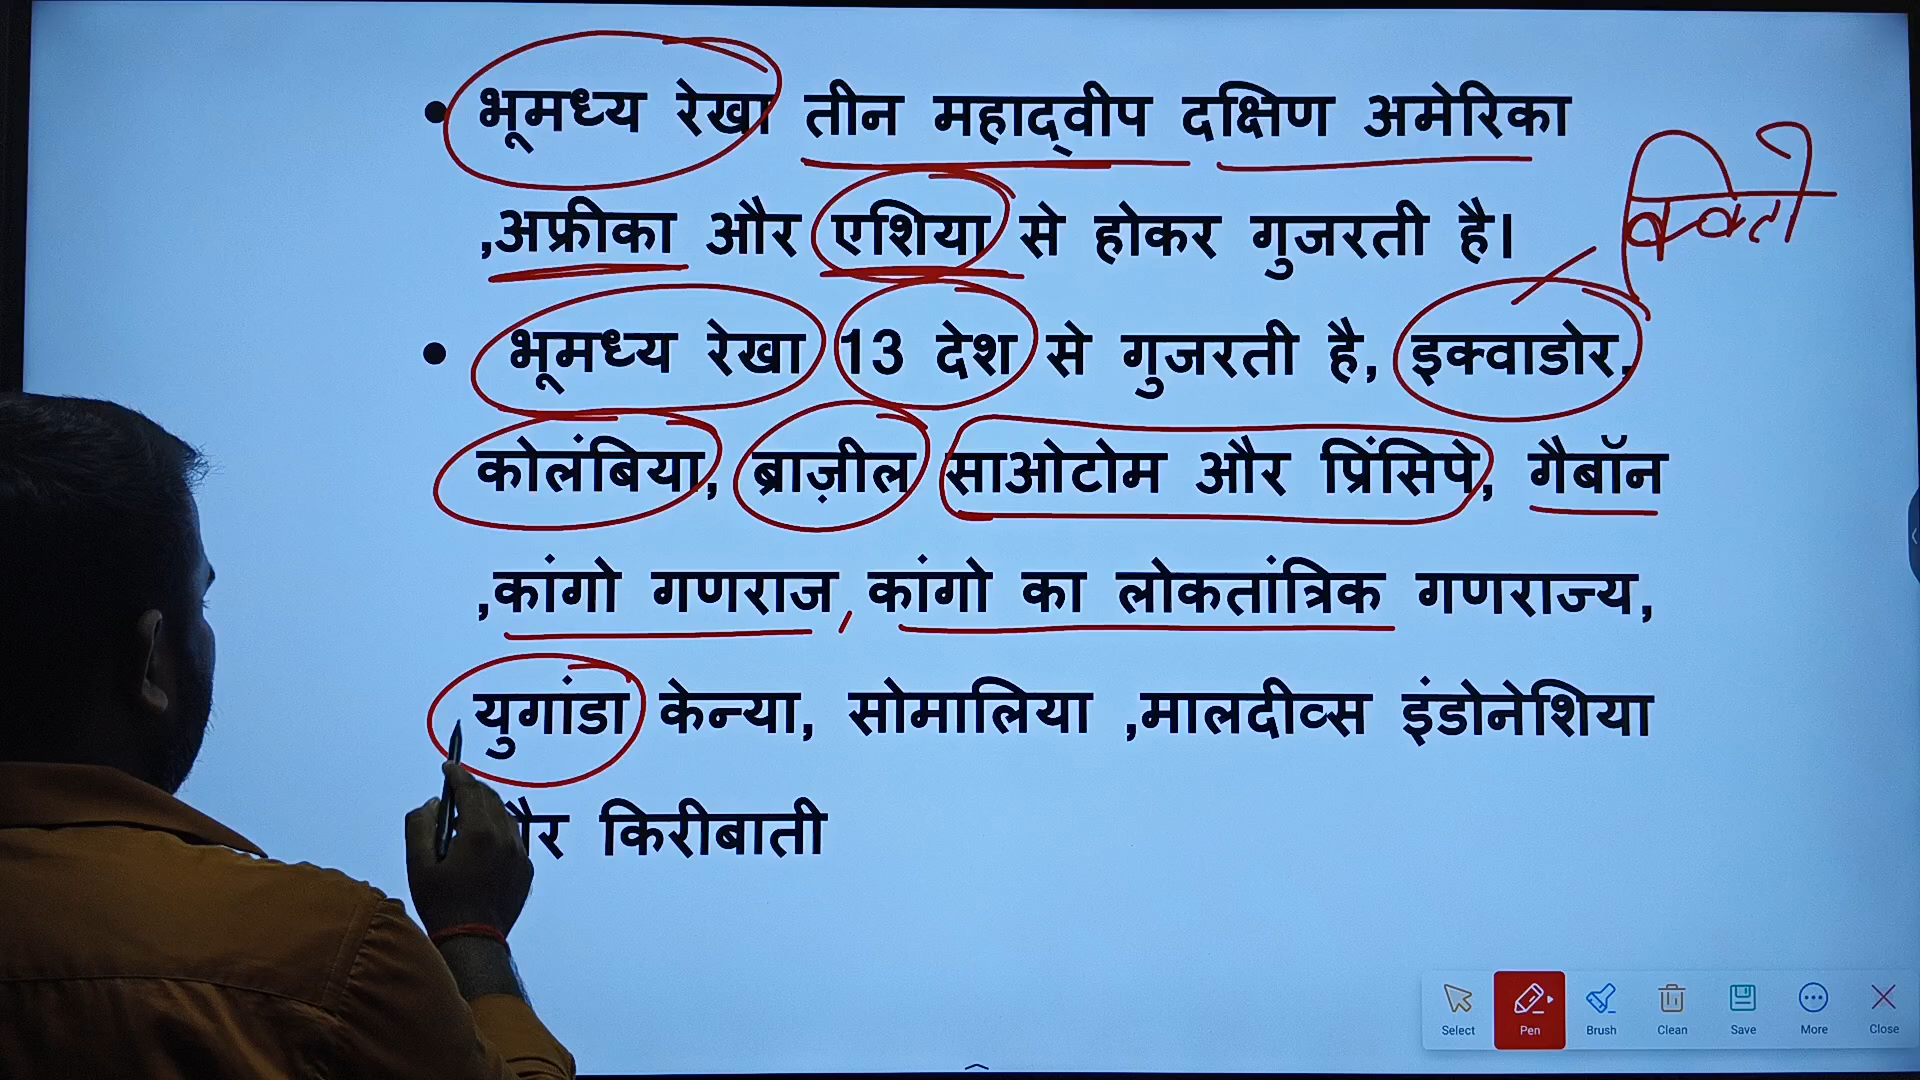 • भूमध्य रेखा तीन महाद्वीप दक्षिण अमेरिका
,अफ्रीका और एशिया से होकर गुजरती है।
• भूमध्य रेखा 13 देश से गुजरती है, इक्वाडोर,
कोलंबिया, ब्राज़ील साओटोम और प्रिंसिपे, गैबॉन
,कांगो गणराज, कांगो का लोकतांत्रिक गणराज्य,
युगांडा केन्या, सोमालिया ,मालदीव्स इंडोनेशिया
किरीबाती
Select Pen Brush Clean Save More Close